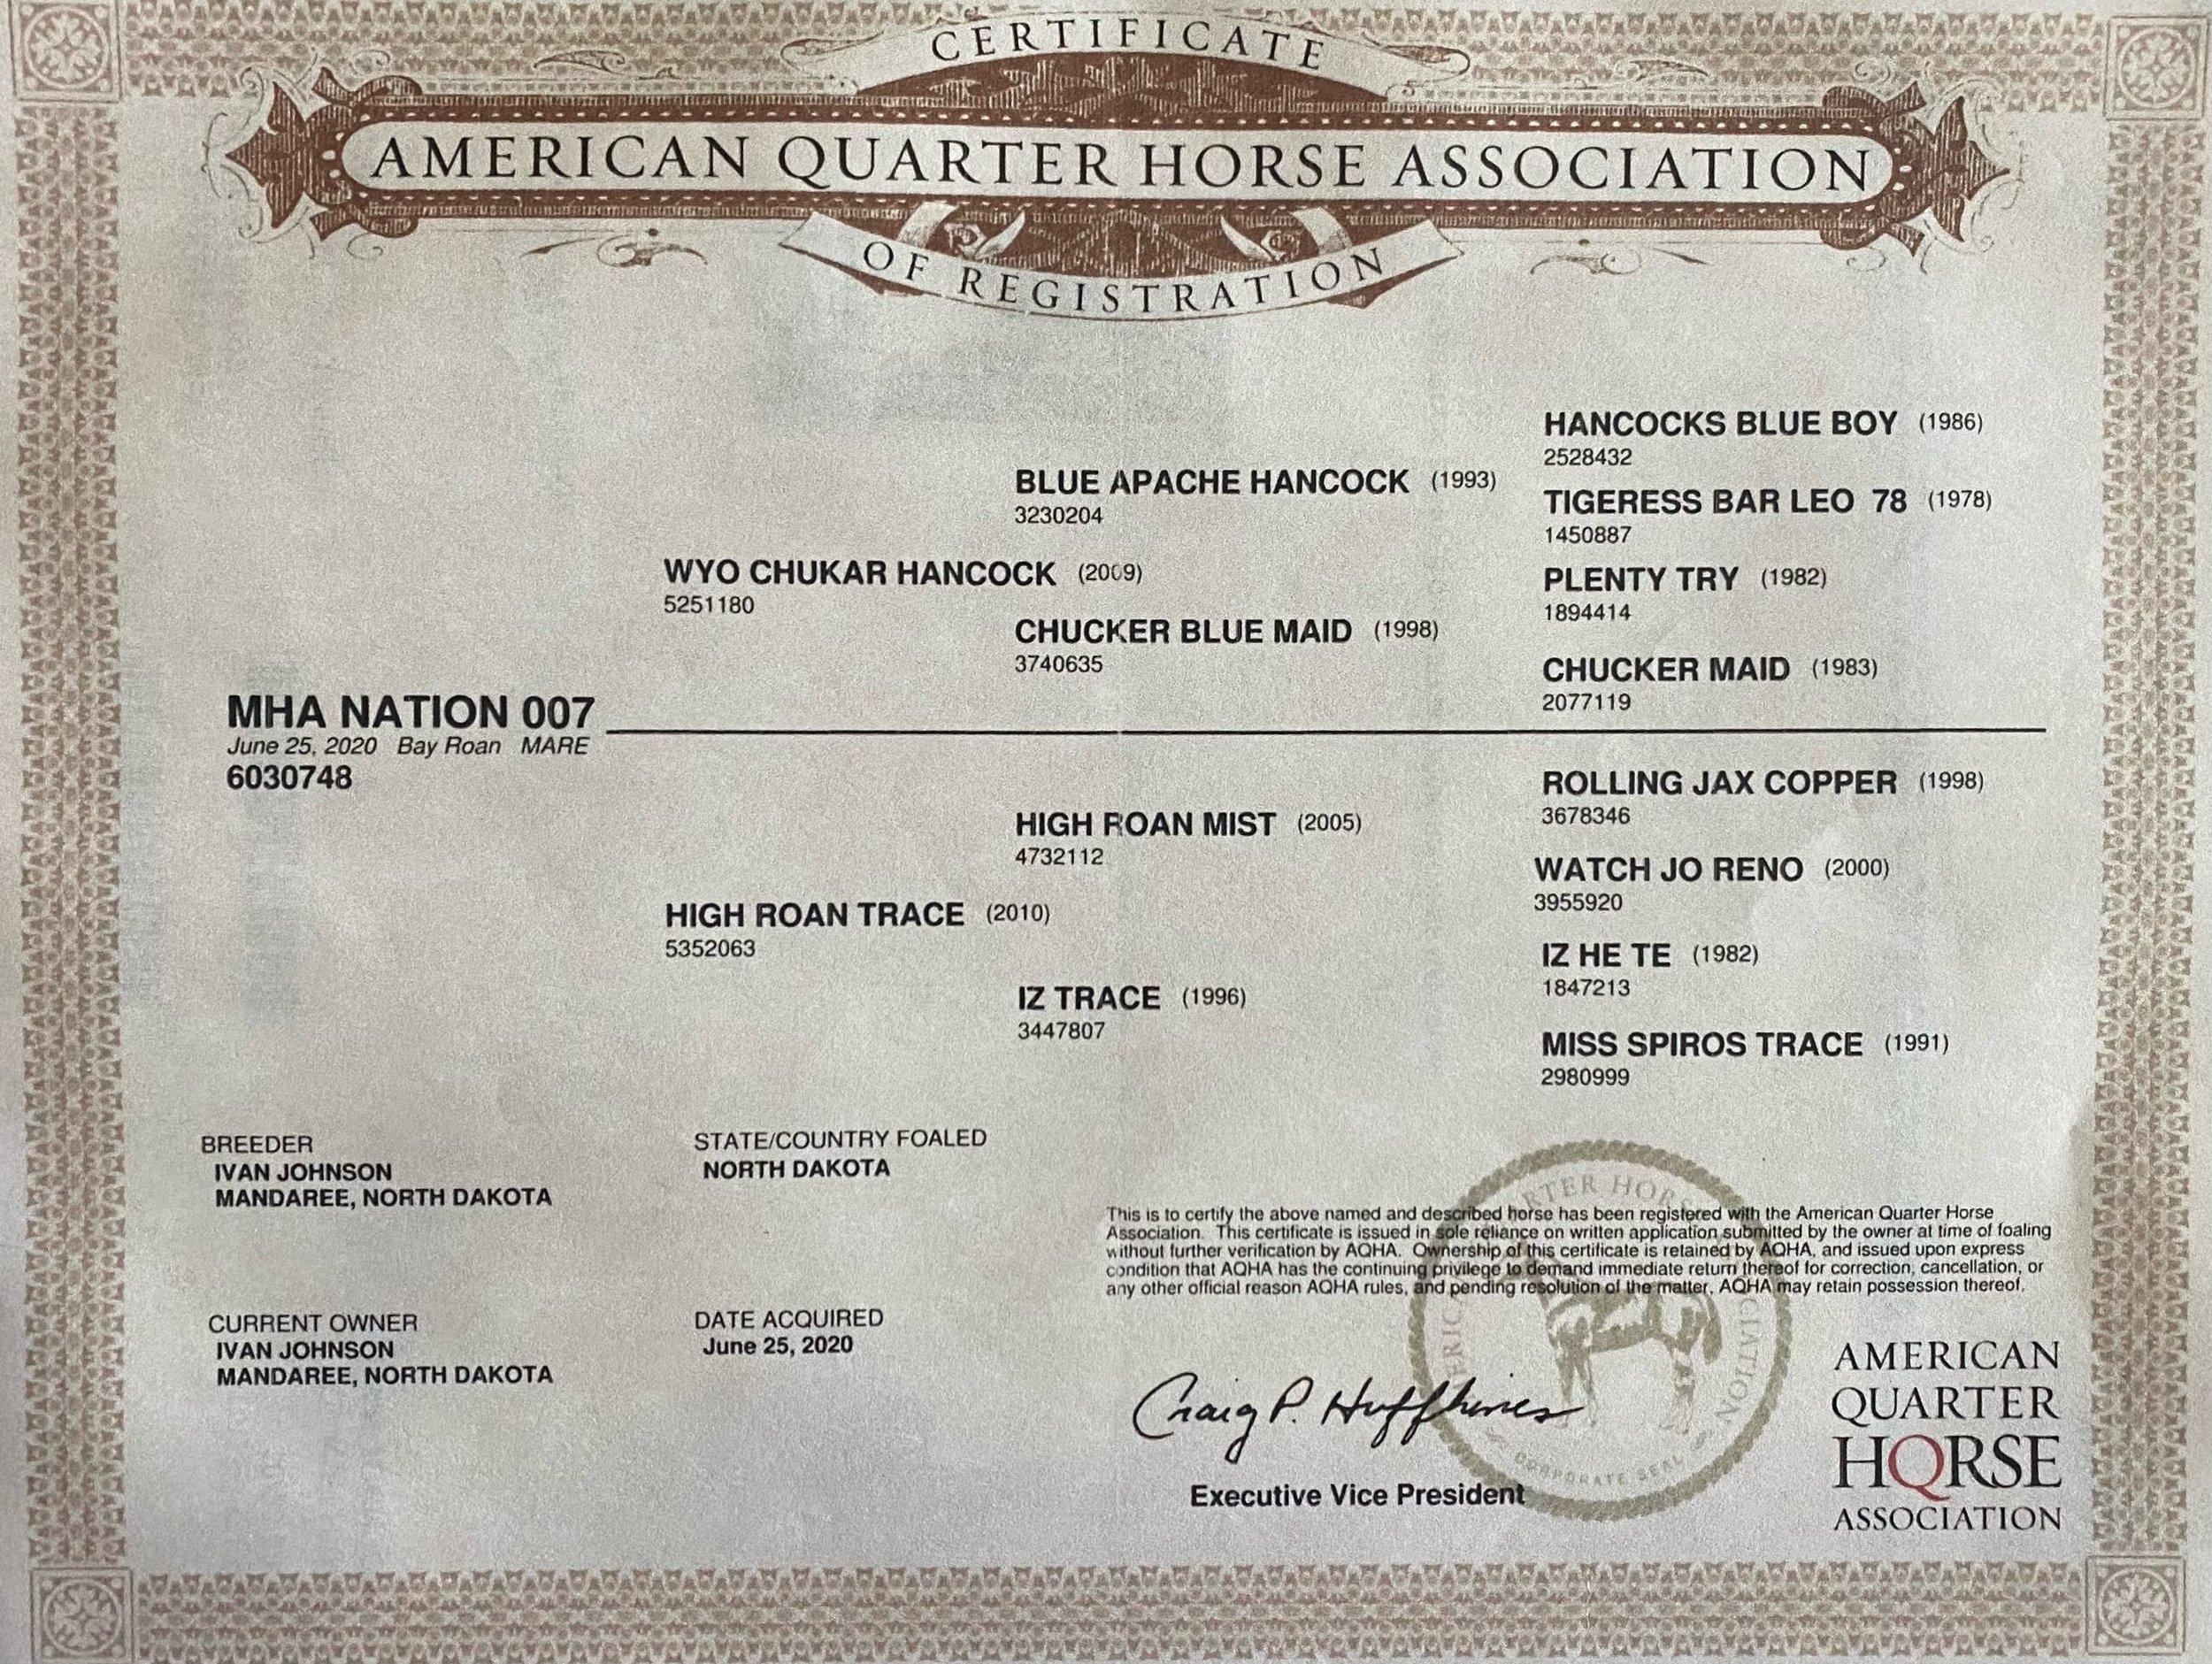 CERTIFICATE
AMERICAN QUARTER HORSE ASSOCIATION
OF REGISTRATION
HANCOCKS BLUE BOY (1986)
2528432
BLUE APACHE HANCOCK (1993)
3230204
TIGERESS BAR LEO 78 (1978)
1450887
WYO CHUKAR HANCOCK (2009)
5251180
PLENTY TRY (1982)
1894414
CHUCKER BLUE MAID (1998)
3740635
CHUCKER MAID (1983)
2077119
MHA NATION 007
June 25, 2020 Bay Roan MARE
6030748
ROLLING JAX COPPER (1998)
3678346
HIGH ROAN MIST (2005)
4732112
WATCH JO RENO (2000)
3955920
HIGH ROAN TRACE (2010)
5352063
IZ HE TE (1982)
1847213
IZ TRACE (1996)
3447807
MISS SPIROS TRACE (1991)
2980999
BREEDER
IVAN JOHNSON
MANDAREE, NORTH DAKOTA
STATE/COUNTRY FOALED
NORTH DAKOTA
This is to certify the above named and described horse has been registered with the American Quarter Horse
Association. This certificate is issued in sole reliance on written application submitted by the owner at time of foaling
without further verification by AQHA. Ownership of this certificate is retained by AQHA, and issued upon express
condition that AQHA has the continuing privilege to demand immediate return thereof for correction, cancellation, or
any other official reason AQHA rules, and pending resolution of the matter, AQHA may retain possession thereof.
CURRENT OWNER
IVAN JOHNSON
MANDAREE, NORTH DAKOTA
DATE ACQUIRED
June 25, 2020
Craig P. Huffhines
Executive Vice President
CORPORATE SEAL
AMERICAN
QUARTER
HORSE
ASSOCIATION